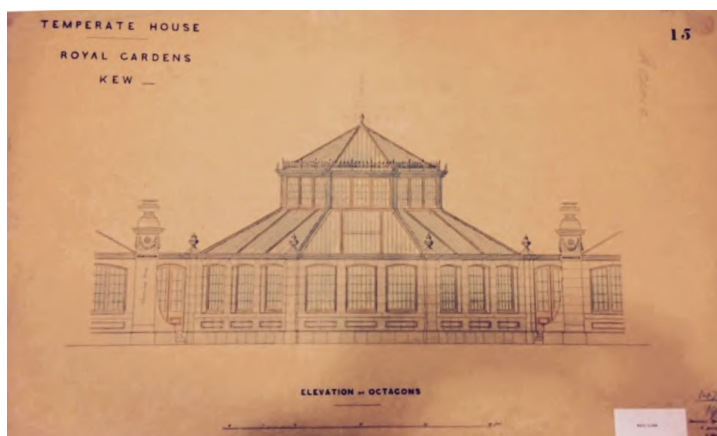 TEMPERATE HOUSE
ROYAL GARDENS
KEW
15
ELEVATION OF OCTAGONS